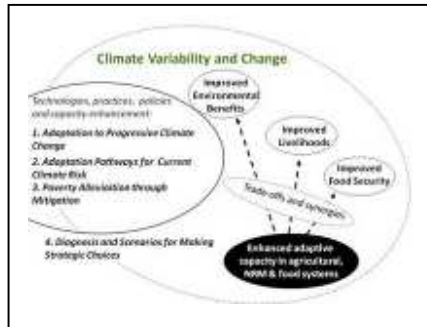 Climate Variability and Change
Technologies, practices, policies
and capacity enhancement:
1. Adaptation to Progressive Climate
Change
2. Adaptation Pathways for Current
Climate Risk
3. Poverty Alleviation through
Mitigation
4. Diagnosis and Scenarios for Making
Strategic Choices
Improved
Environmental
Benefits
Improved
Livelihoods
Improved
Food Security
Trade-offs and synergies
Enhanced adaptive
capacity in agricultural,
NRM & food systems